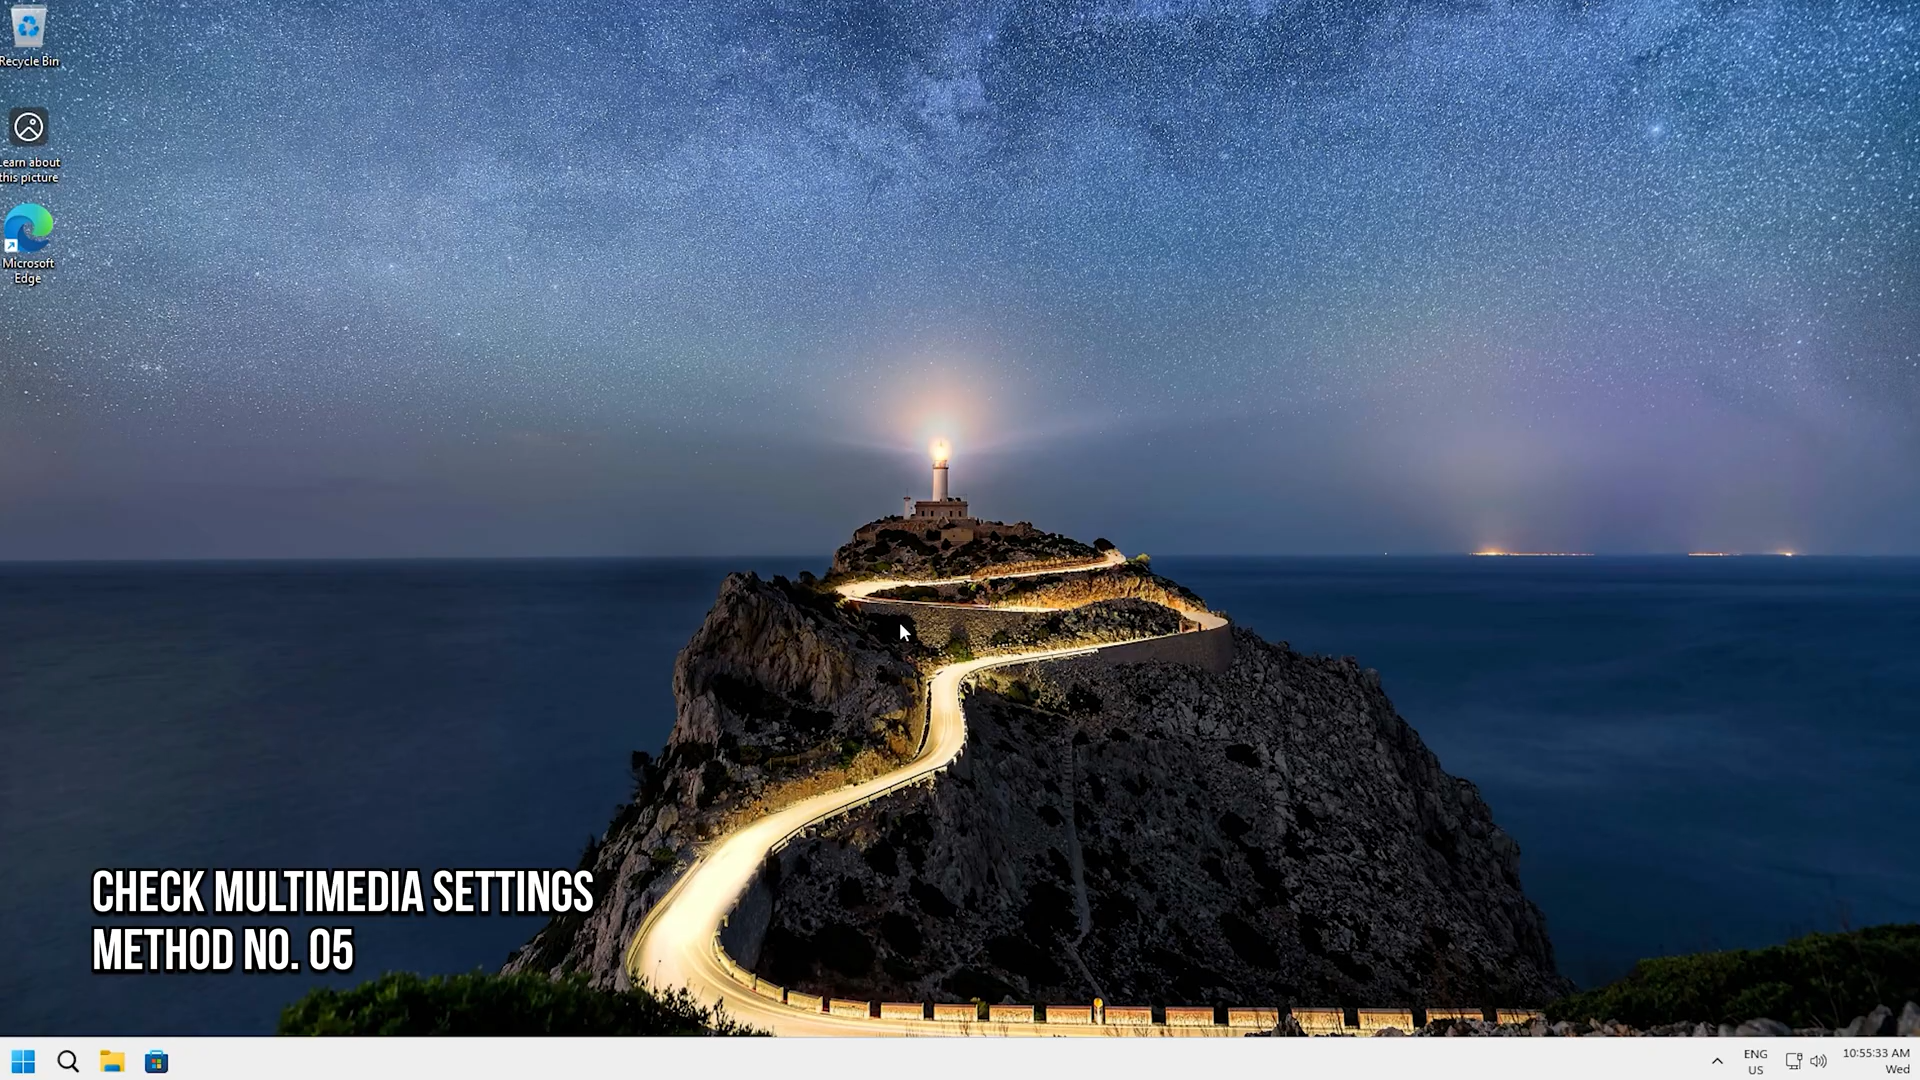 Recycle Bin
Learn about
this picture
Microsoft
Edge
CHECK MULTIMEDIA SETTINGS
METHOD NO. 05
ENG
US
10:55:33 AM
Wed